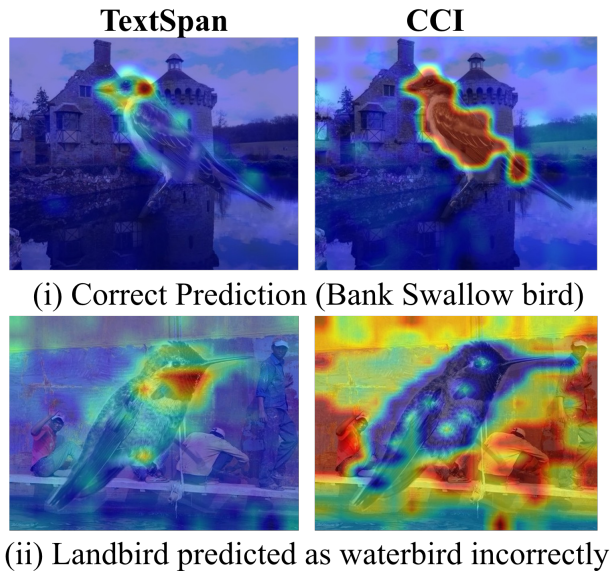 TextSpan CCI
(i) Correct Prediction (Bank Swallow bird)
(ii) Landbird predicted as waterbird incorrectly